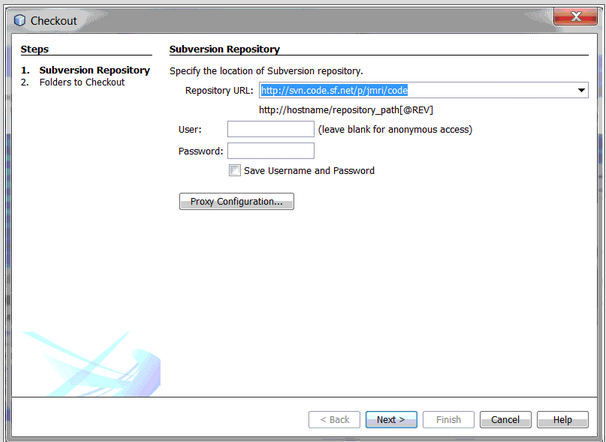 Checkout
Steps
1. Subversion Repository
2. Folders to Checkout
Subversion Repository
Specify the location of Subversion repository.
Repository URL: http://svn.code.sf.net/p/jmri/code
http://hostname/repository_path[@REV]
User: (leave blank for anonymous access)
Password:
Save Username and Password
Proxy Configuration...
< Back Next > Finish Cancel Help